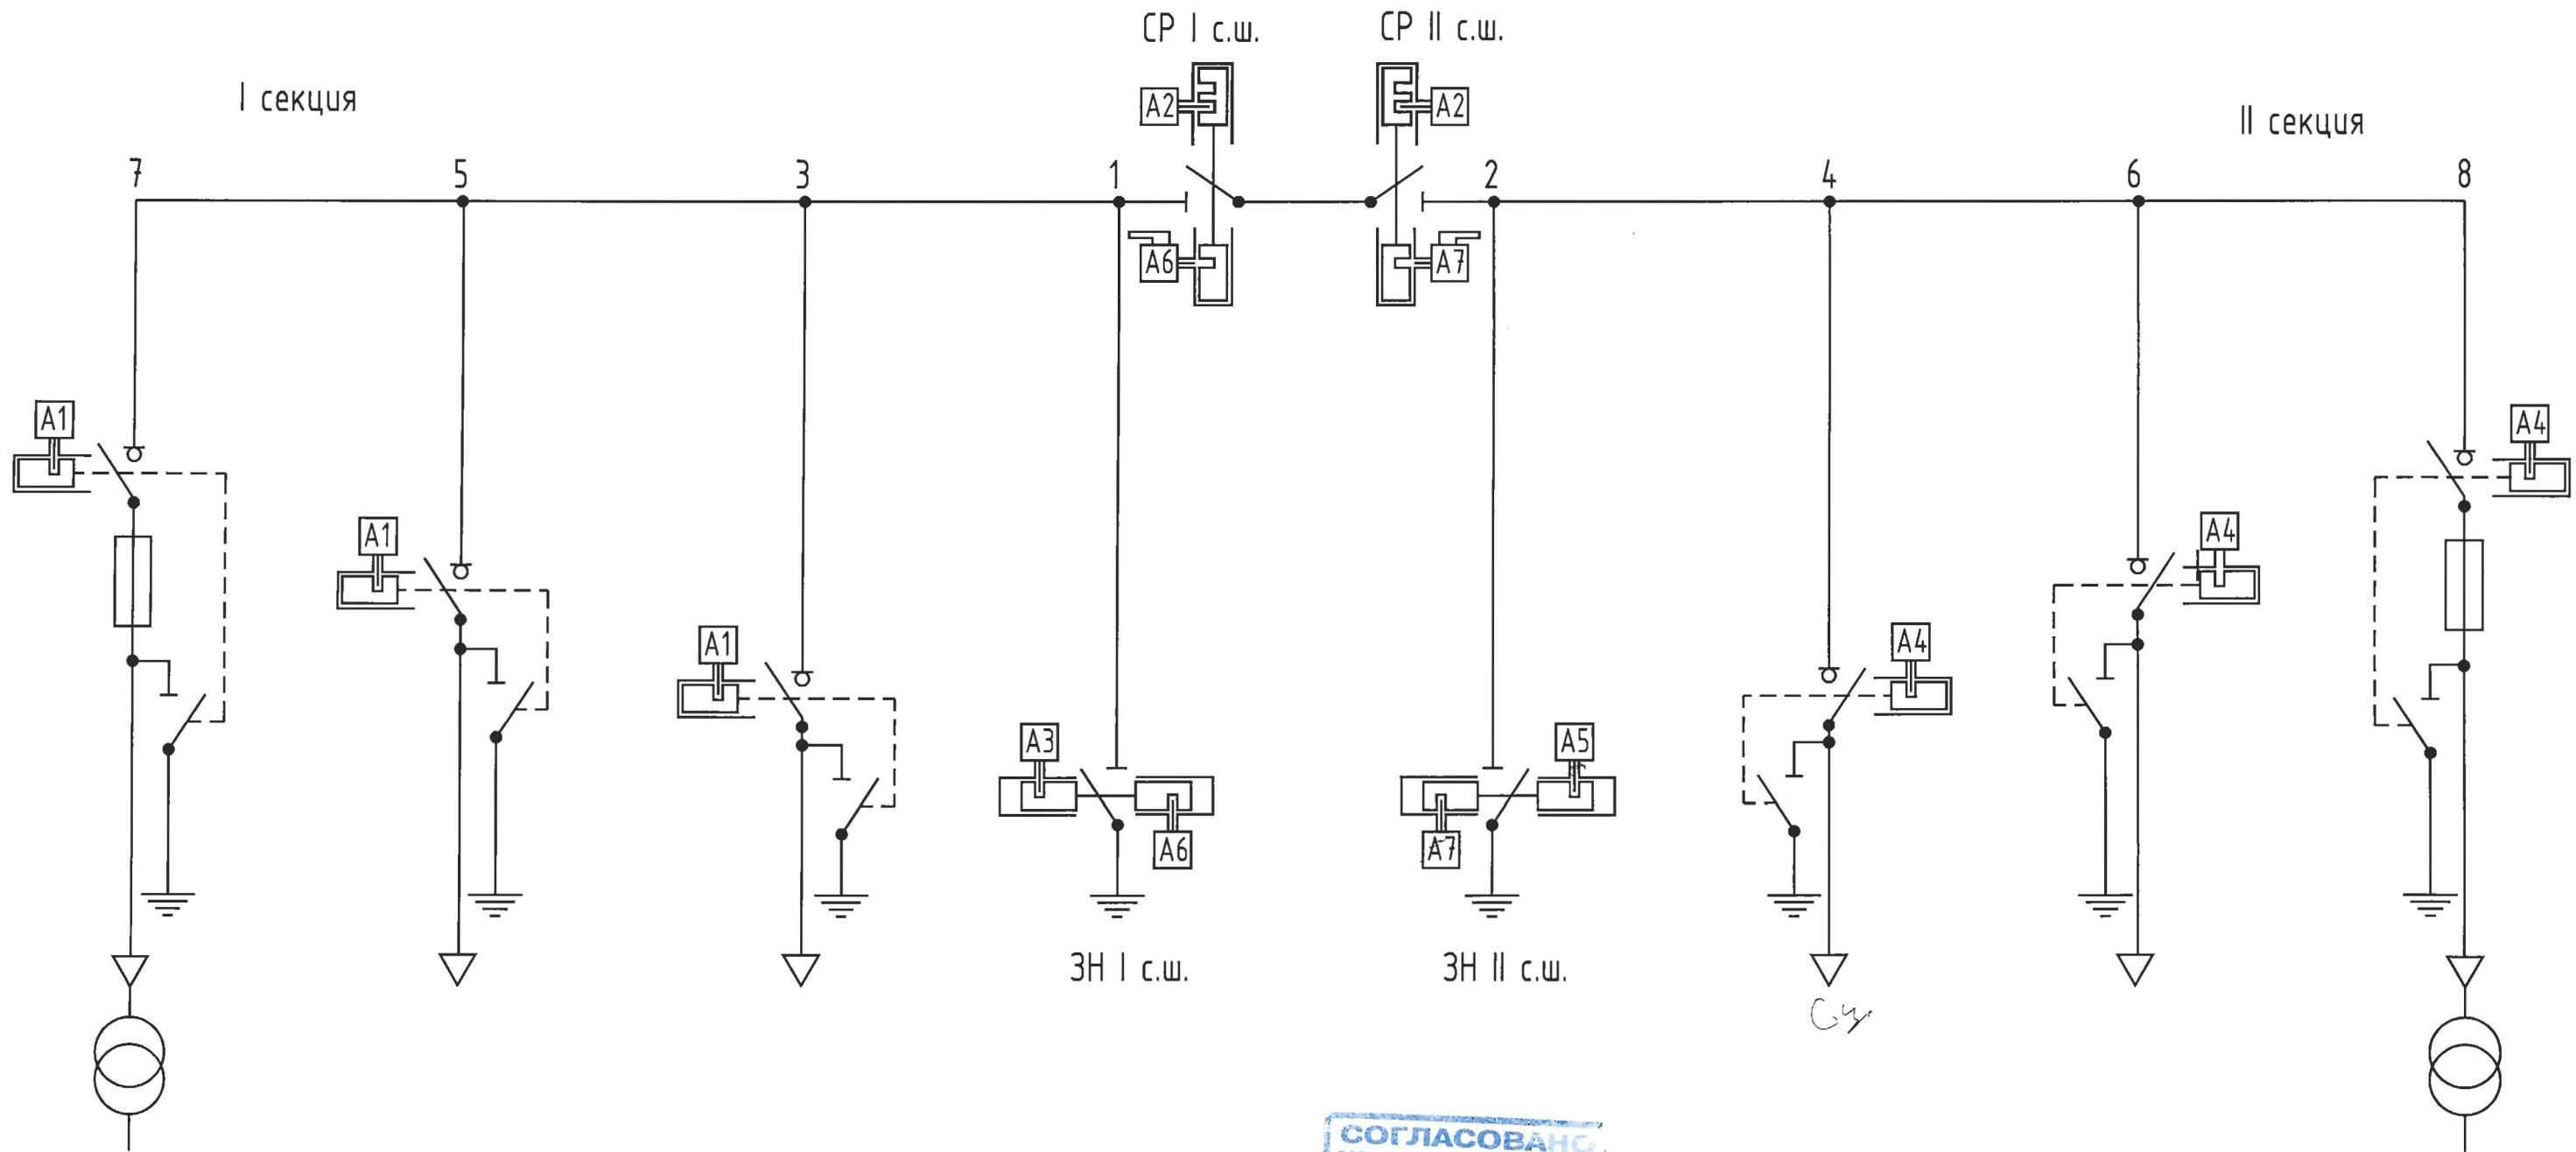 СР I с.ш.
СР II с.ш.
I секция
II секция
А2
А2
7
5
3
1
2
4
6
8
А6
А7
А1
А4
А1
А4
А1
А4
А3
А5
А6
А7
ЗН I с.ш.
ЗН II с.ш.
СОГЛАСОВАНО